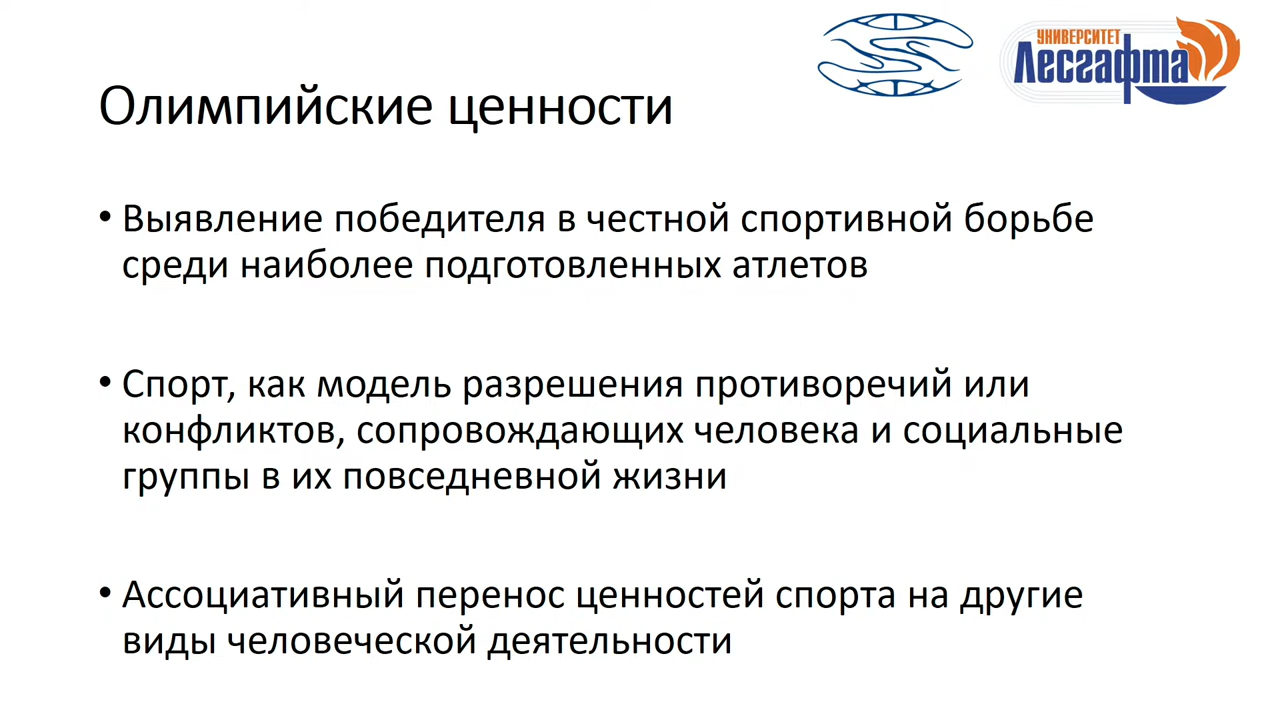 УНИВЕРСИТЕТ
Лесгафта
Олимпийские ценности
• Выявление победителя в честной спортивной борьбе
среди наиболее подготовленных атлетов
• Спорт, как модель разрешения противоречий или
конфликтов, сопровождающих человека и социальные
группы в их повседневной жизни
• Ассоциативный перенос ценностей спорта на другие
виды человеческой деятельности